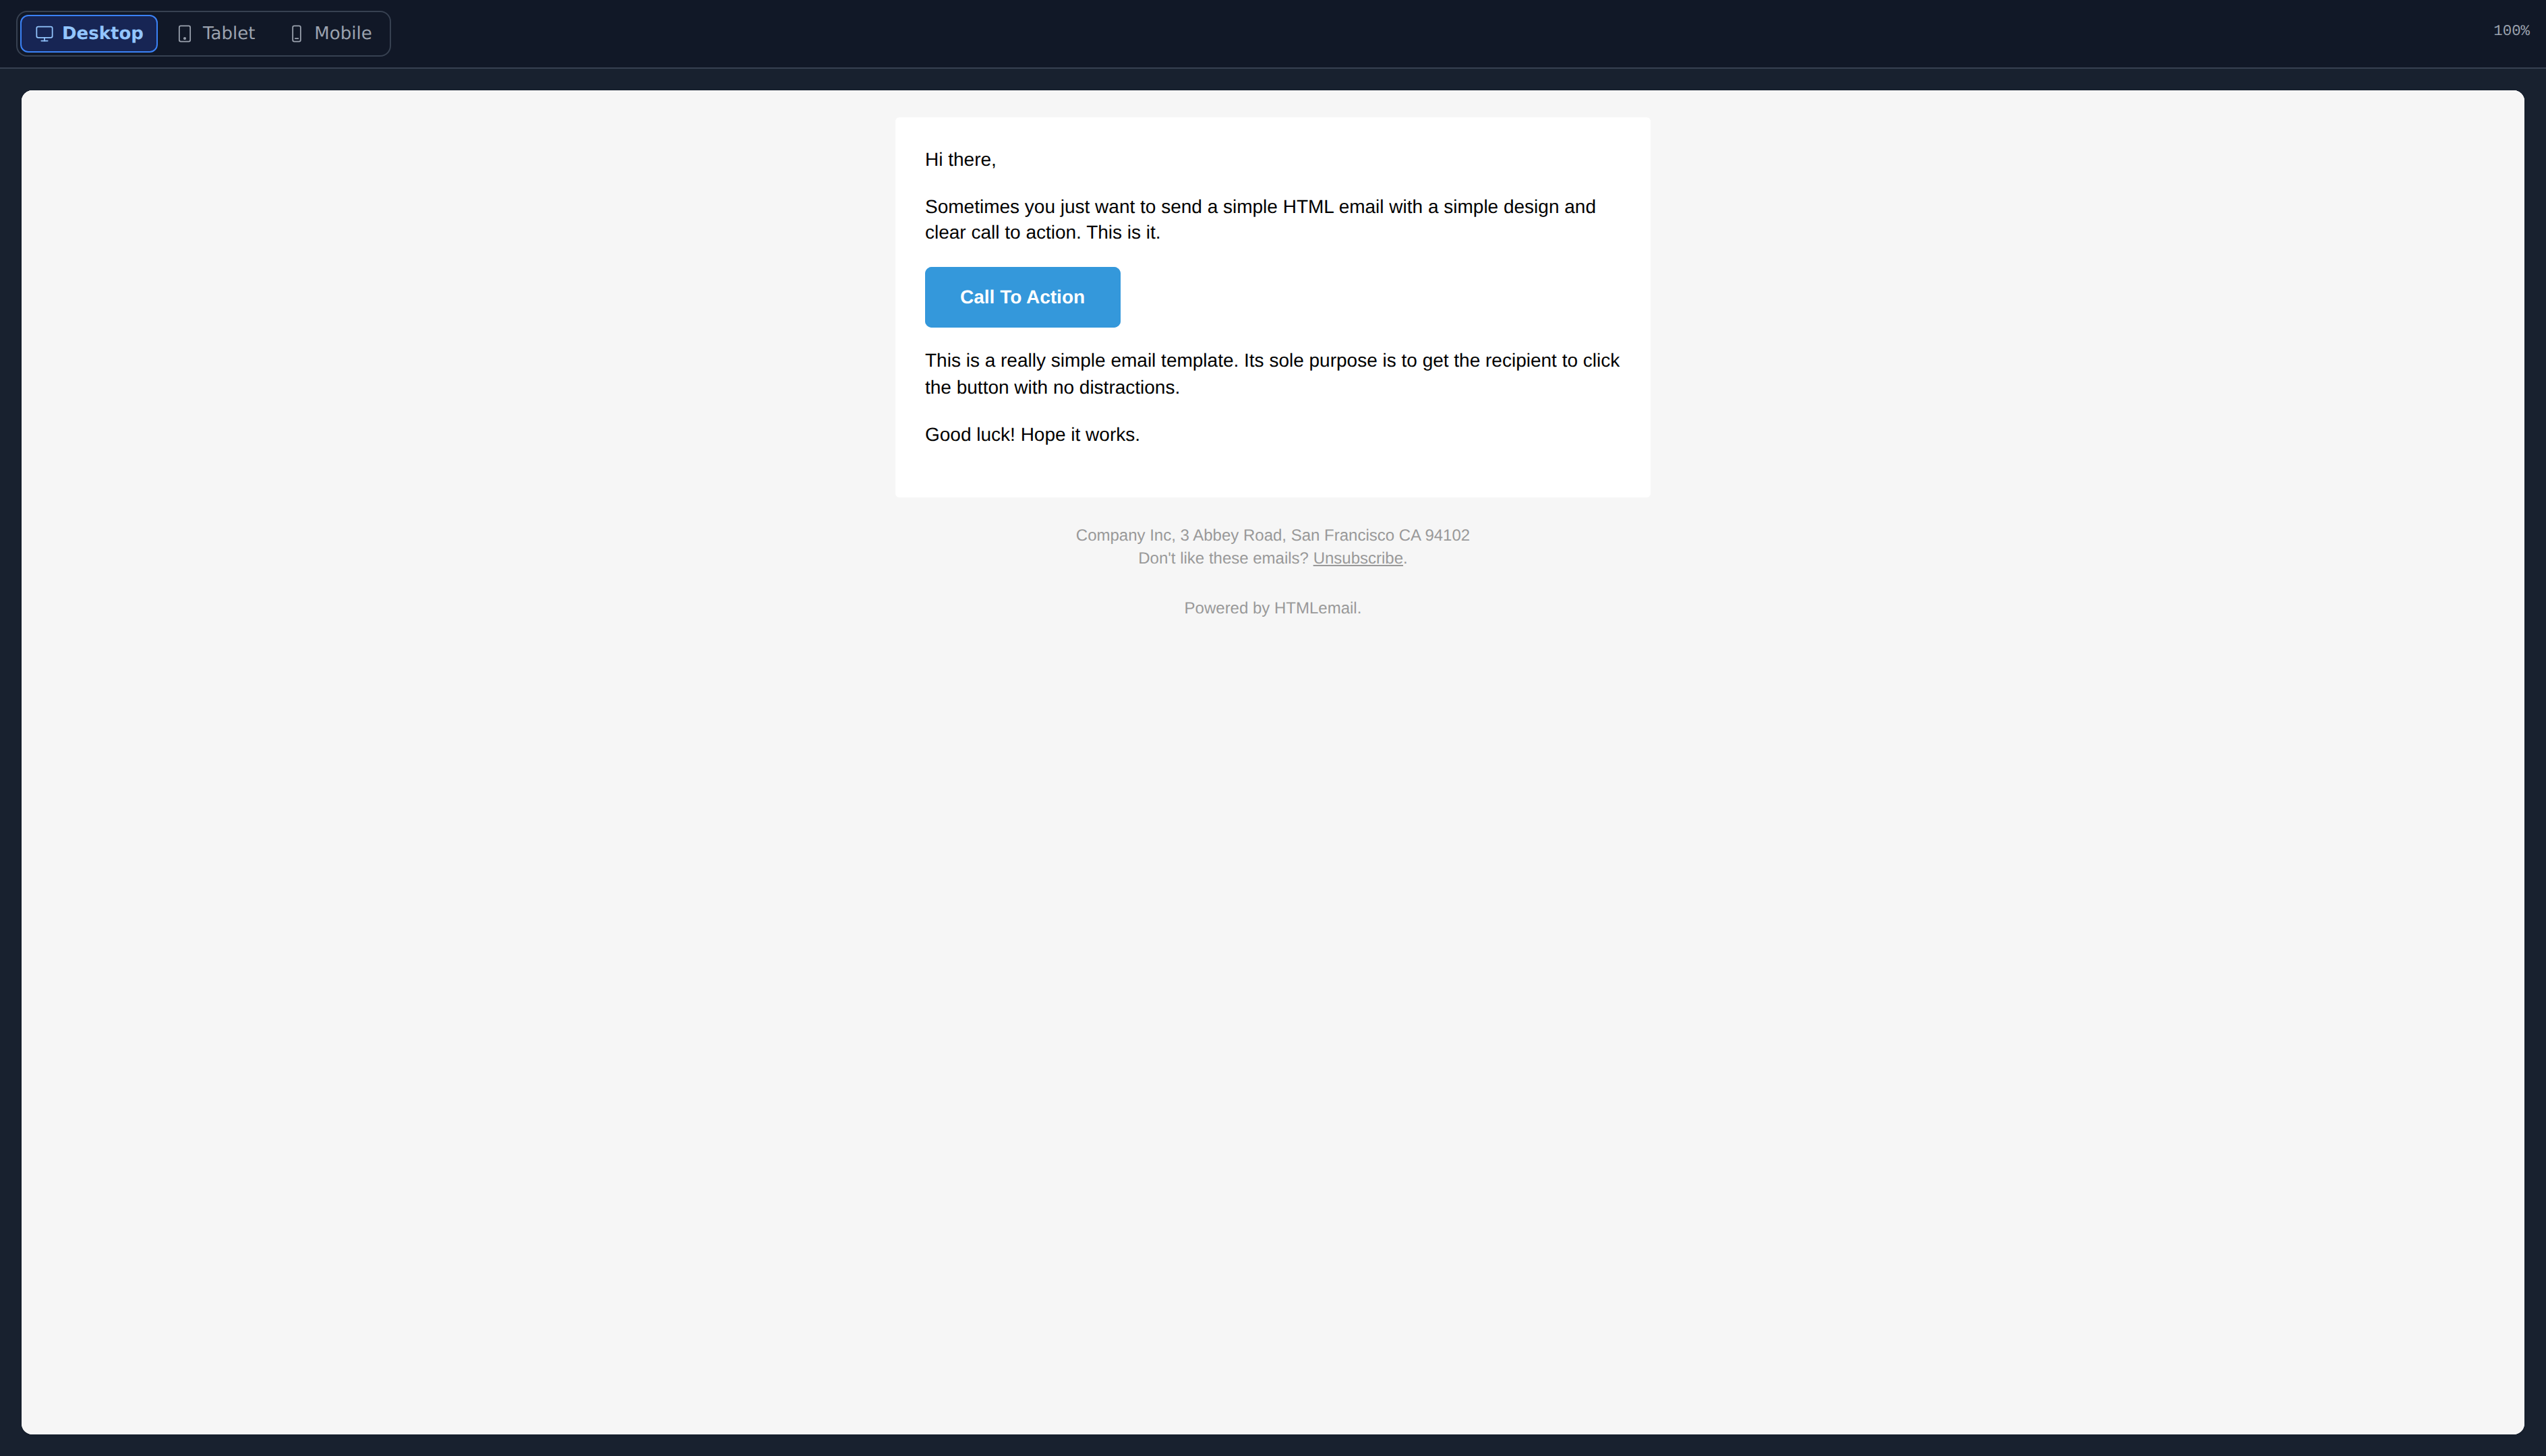 Desktop
Tablet
Mobile
100%
Hi there,
Sometimes you just want to send a simple HTML email with a simple design and
clear call to action. This is it.
Call To Action
This is a really simple email template. Its sole purpose is to get the recipient to click
the button with no distractions.
Good luck! Hope it works.
Company Inc, 3 Abbey Road, San Francisco CA 94102
Don't like these emails? Unsubscribe.
Powered by HTMLemail.